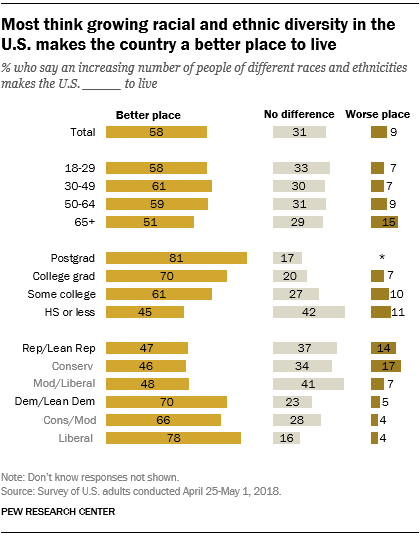 Most think growing racial and ethnic diversity in the
U.S. makes the country a better place to live
% who say an increasing number of people of different races and ethnicities
makes the U.S. _____ to live
Better place No difference Worse place
Total 58 31 9
18-29 58 33 7
30-49 61 30 7
50-64 59 31 9
65+ 51 29 15
Postgrad 81 17 *
College grad 70 20 7
Some college 61 27 10
HS or less 45 42 11
Rep/Lean Rep 47 37 14
Conserv 46 34 17
Mod/Liberal 48 41 7
Dem/Lean Dem 70 23 5
Cons/Mod 66 28 4
Liberal 78 16 4
Note: Don't know responses not shown.
Source: Survey of U.S. adults conducted April 25-May 1, 2018.
PEW RESEARCH CENTER